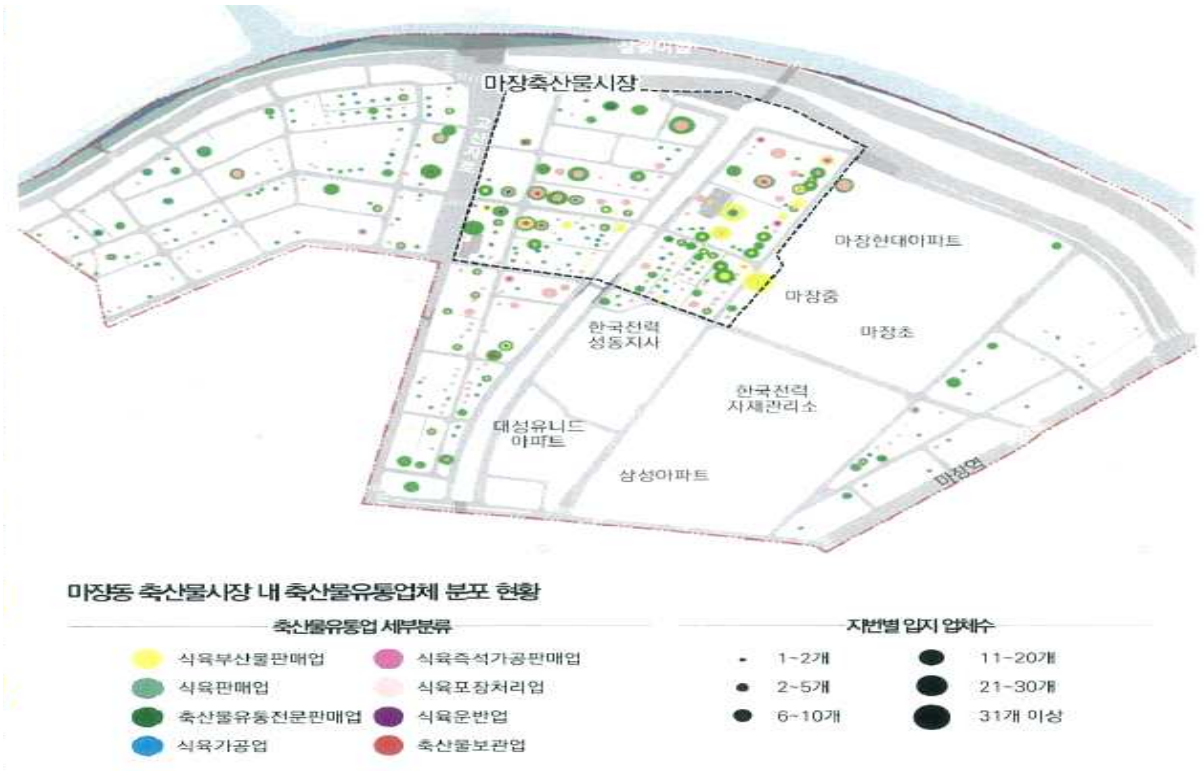 마장축산물시장
마장현대아파트
마장중
마장초
한국전력
성동지사
한국전력
자재관리소
대성유니드
아파트
삼성아파트
마장역
마장동 축산물시장 내 축산물유통업체 분포 현황
축산물유통업 세부분류
지번별 입지 업체수
식육부산물판매업
식육즉석가공판매업
1~2개
11~20개
식육판매업
식육포장처리업
2~5개
21~30개
축산물유통전문판매업
식육운반업
6~10개
31개 이상
식육가공업
축산물보관업